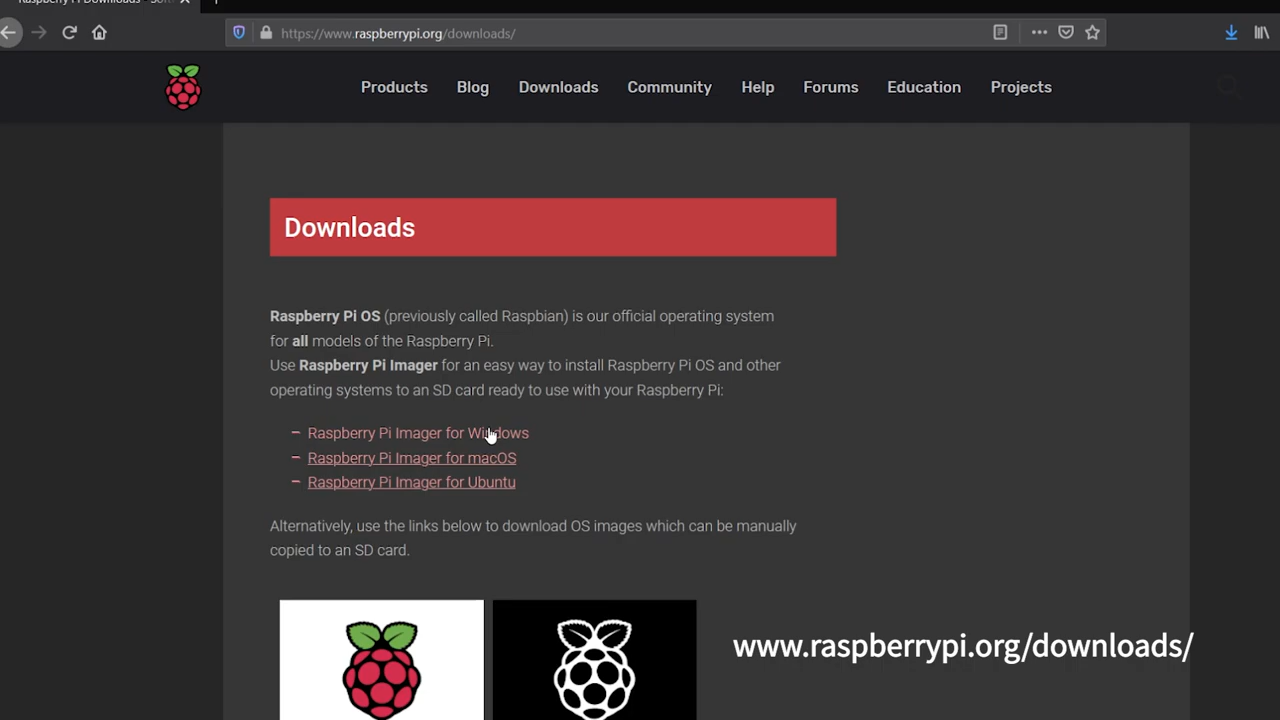 Raspberry Pi Downloads - Soft
https://www.raspberrypi.org/downloads/
Products Blog Downloads Community Help Forums Education Projects
Downloads
Raspberry Pi OS (previously called Raspbian) is our official operating system
for all models of the Raspberry Pi.
Use Raspberry Pi Imager for an easy way to install Raspberry Pi OS and other
operating systems to an SD card ready to use with your Raspberry Pi:
– Raspberry Pi Imager for Windows
– Raspberry Pi Imager for macOS
– Raspberry Pi Imager for Ubuntu
Alternatively, use the links below to download OS images which can be manually
copied to an SD card.
www.raspberrypi.org/downloads/